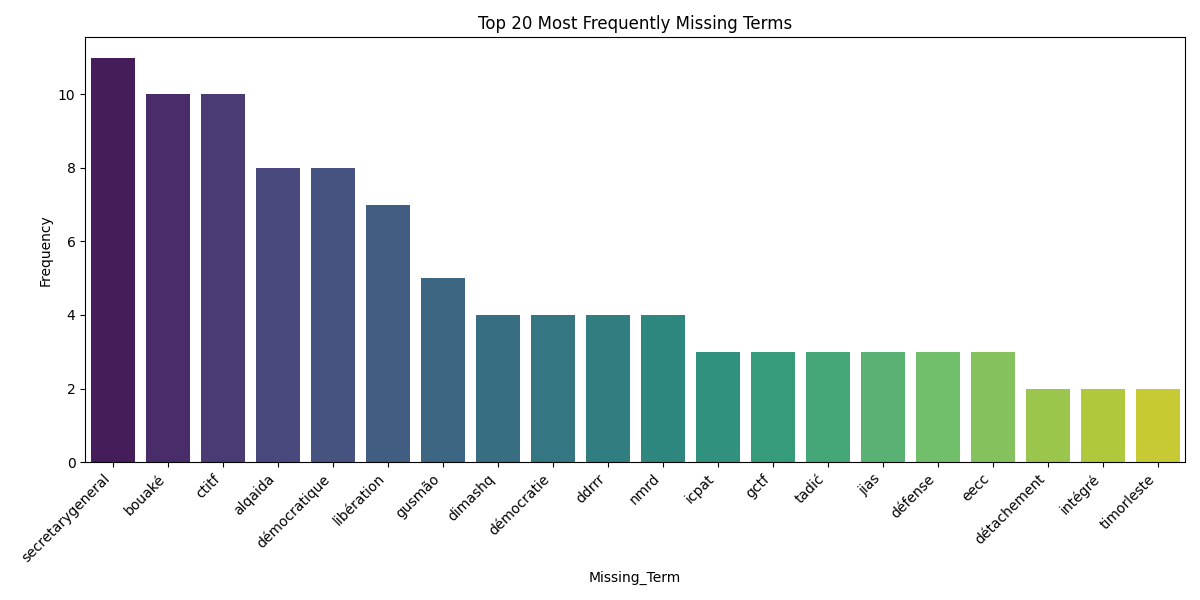 Top 20 Most Frequently Missing Terms
Frequency
10
8
6
4
2
0
secretarygeneral
bouaké
ctitf
alqaida
démocratique
libération
gusmão
dimashq
démocratie
ddrrr
nmrd
icpat
gctf
tadić
jias
défense
eecc
détachement
intégré
timorleste
Missing_Term